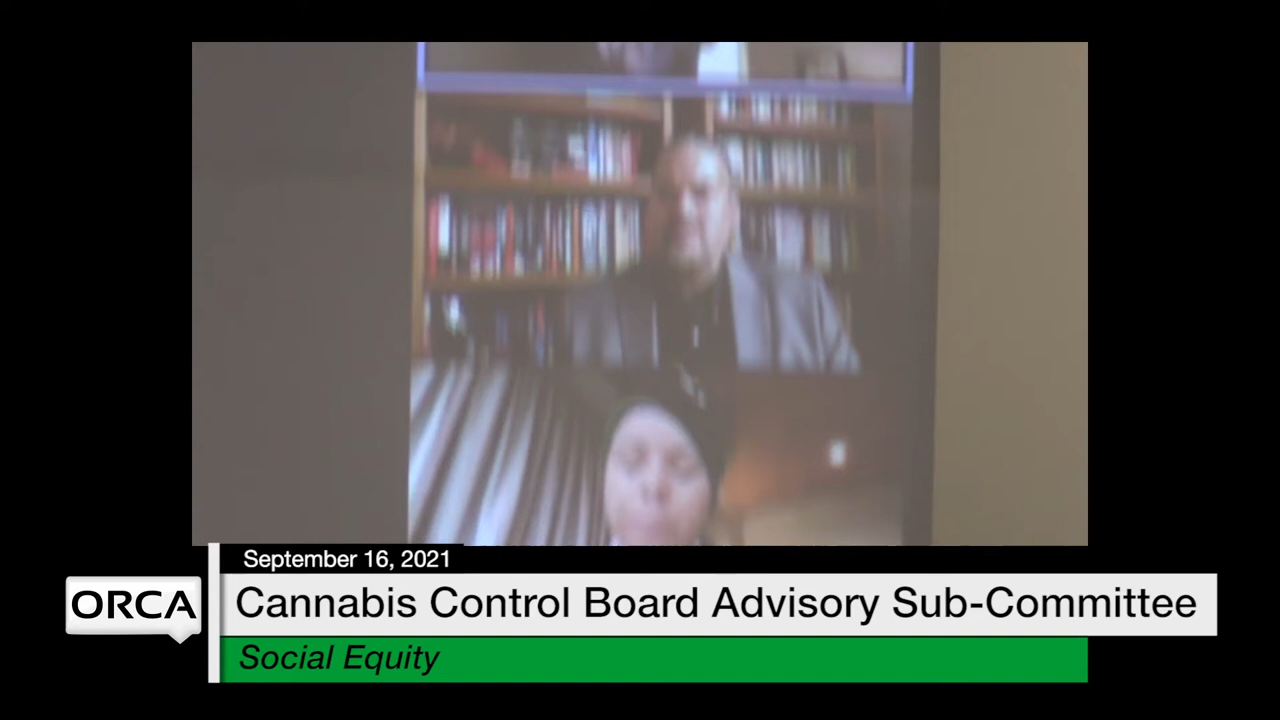 September 16, 2021
ORCA
Cannabis Control Board Advisory Sub-Committee
Social Equity